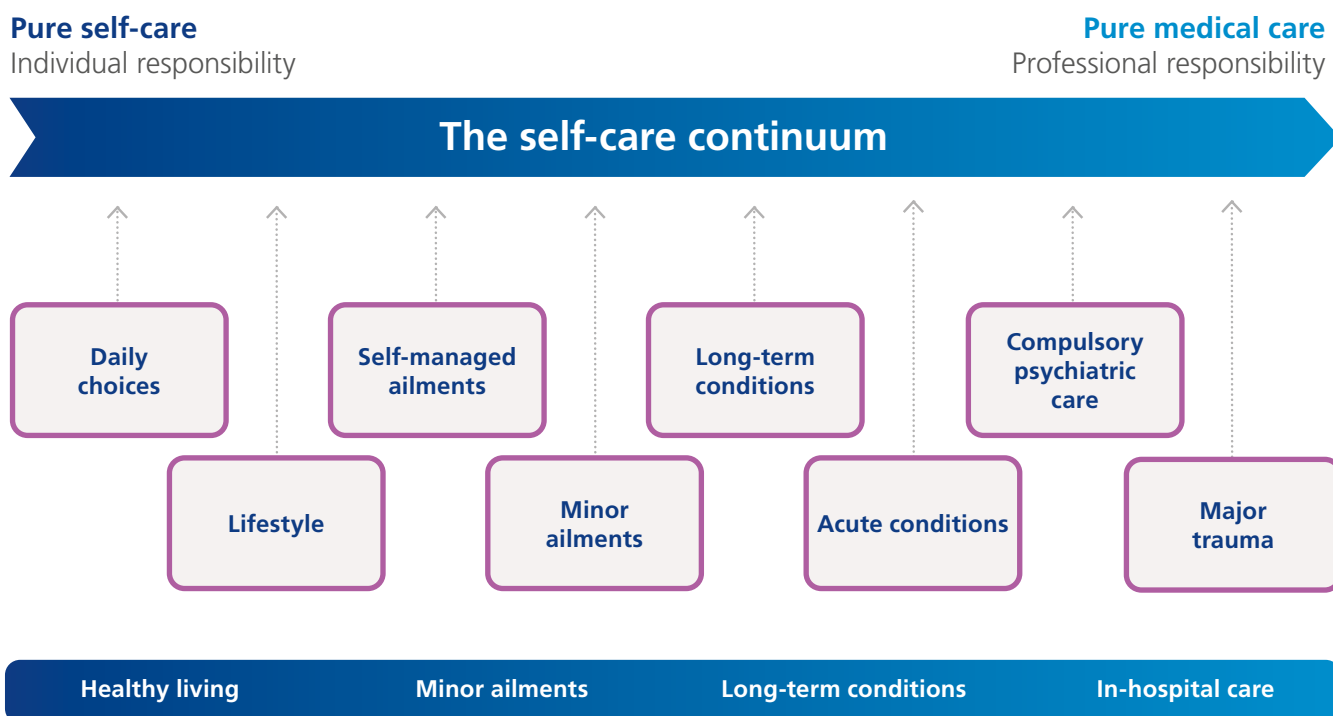 Pure self-care
Individual responsibility
Pure medical care
Professional responsibility
The self-care continuum
Daily
choices
Self-managed
ailments
Long-term
conditions
Compulsory
psychiatric
care
Lifestyle
Minor
ailments
Acute conditions
Major
trauma
Healthy living
Minor ailments
Long-term conditions
In-hospital care